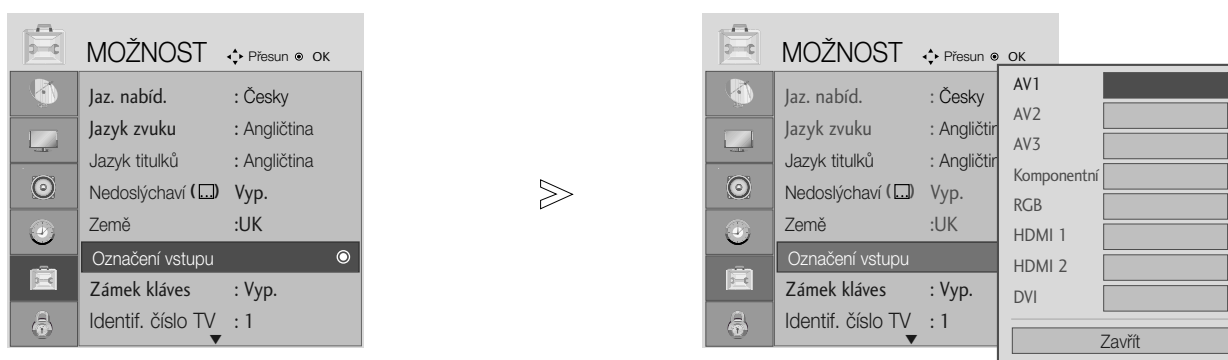 MOŽNOST Přesun OK
Jaz. nabíd. : Česky
Jazyk zvuku : Angličtina
Jazyk titulků : Angličtina
Nedoslýchaví ( ) Vyp.
Země :UK
Označení vstupu
Zámek kláves : Vyp.
Identif. číslo TV : 1
MOŽNOST Přesun OK
Jaz. nabíd. : Česky
Jazyk zvuku : Angličtin
Jazyk titulků : Angličtin
Nedoslýchaví ( ) Vyp.
Země :UK
Označení vstupu
Zámek kláves : Vyp.
Identif. číslo TV : 1
AV1
AV2
AV3
Komponentní
RGB
HDMI 1
HDMI 2
DVI
Zavřít